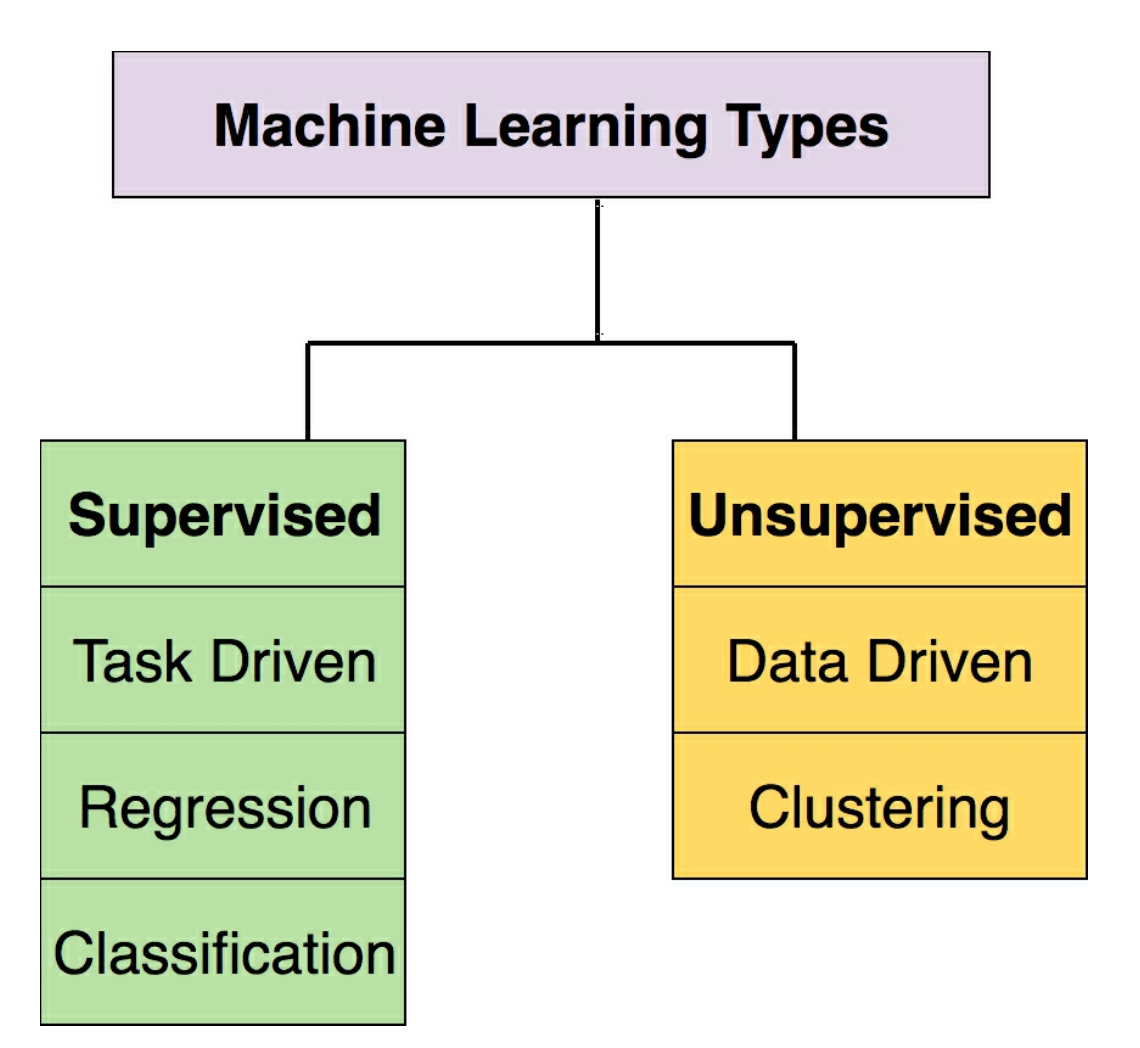 Machine Learning Types
Supervised
Task Driven
Regression
Classification
Unsupervised
Data Driven
Clustering